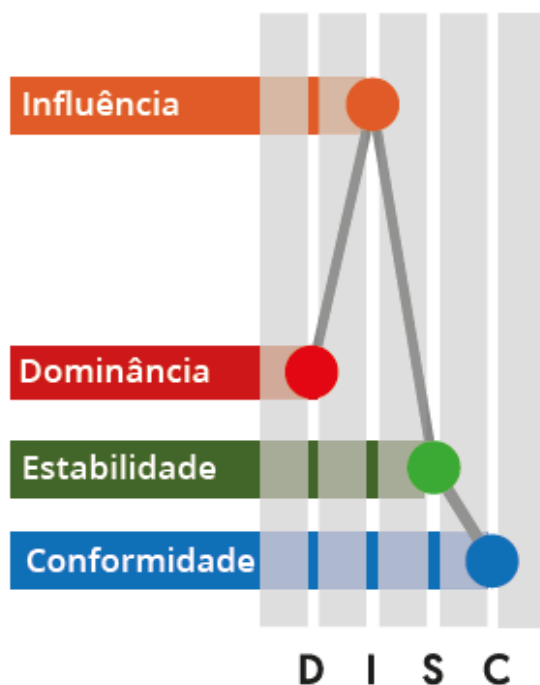 Influência
Dominância
Estabilidade
Conformidade
D I S C